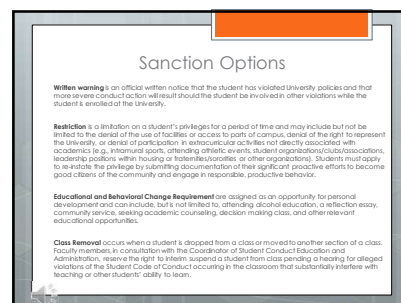 Sanction Options
Written warning is an official written notice that the student has violated University policies and that
more severe conduct action will result should the student be involved in other violations while the
student is enrolled at the University.
Restriction is a limitation on a student's privileges for a period of time and may include but not be
limited to the denial of the use of facilities or access to parts of campus, denial of the right to represent
the University, or denial of participation in extracurricular activities not directly associated with
academics (e.g., intramural sports, attending athletic events, student organizations/clubs/associations,
leadership positions within housing or fraternities/sororities or other organizations). Students must apply
to re-instate the privilege by submitting documentation of their significant proactive efforts to become
good citizens of the community and engage in responsible, productive behavior.
Educational and Behavioral Change Requirement are assigned as an opportunity for personal
development and can include, but is not limited to, attending alcohol education, a reflection essay,
community service, seeking academic counseling, decision making class, and other relevant
educational opportunities.
Class Removal occurs when a student is dropped from a class or moved to another section of a class.
Faculty members, in consultation with the Coordinator of Student Conduct Education and
Administration, reserve the right to interim suspend a student from class pending a hearing for alleged
violations of the Student Code of Conduct occurring in the classroom that substantially interfere with
teaching or other students' ability to learn.